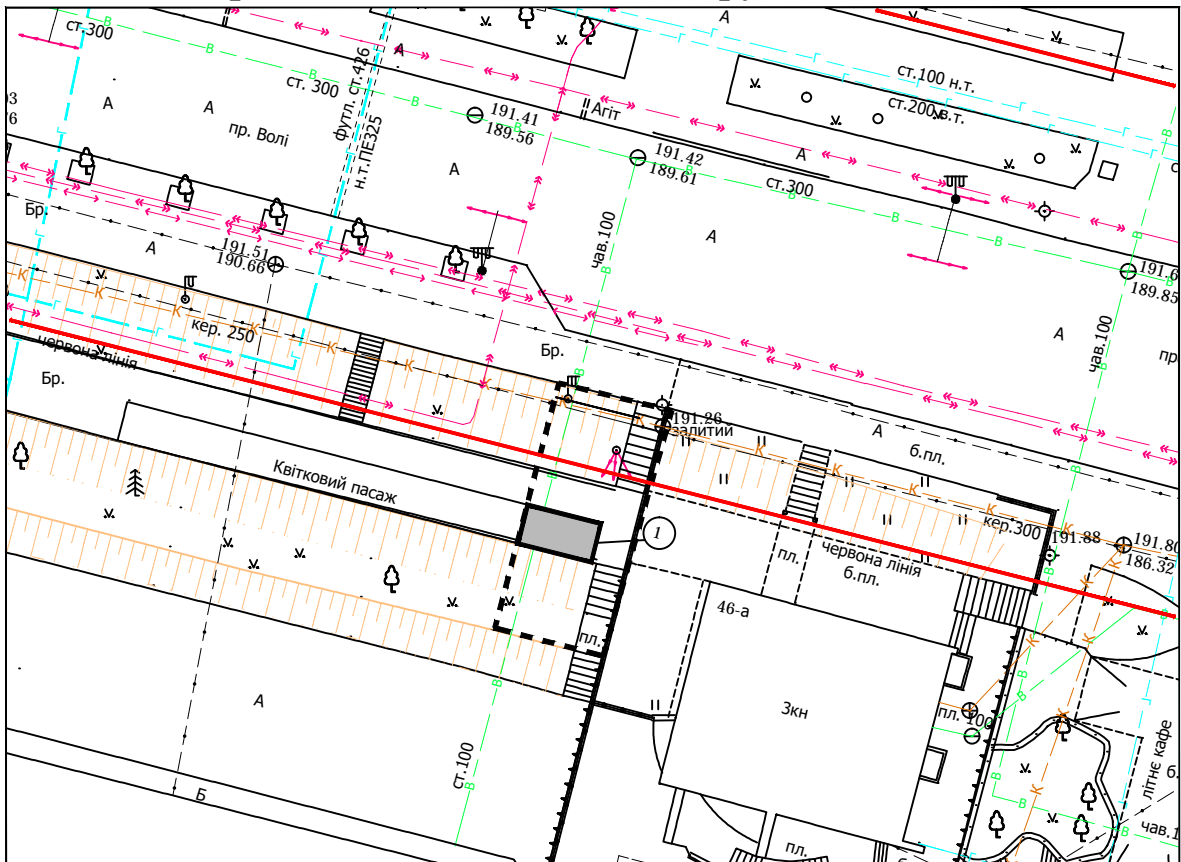 ст.300
В
В
А
ст. 300
футл. ст.426
н.т.ПЕ325
А
А
А
пр. Волі
В
191.41
189.56
Агіт
А
ст.100 н.т.
ст.200 в.т.
В
191.42
189.61
ст.300
А
А
В
В
В
В
Бр.
А
191.51
190.66
чав.100
В
А
191.6
189.85
А
чав.100
В
пр
К
К
К
кер. 250
К
К
червона лінія
Бр.
Бр.
В
К
К
191.26
залитий
А
б.пл.
К
К
К
кер.300
К
191.88
191.80
186.32
К
Квітковий пасаж
В
1
пл.
червона лінія
б.пл.
46-а
В
В
К
К
В
пл.
В
А
3кн
пл. 100
К
ст.100
В
Б
літнє кафе
б.
К
В
В
чав.1
пл.